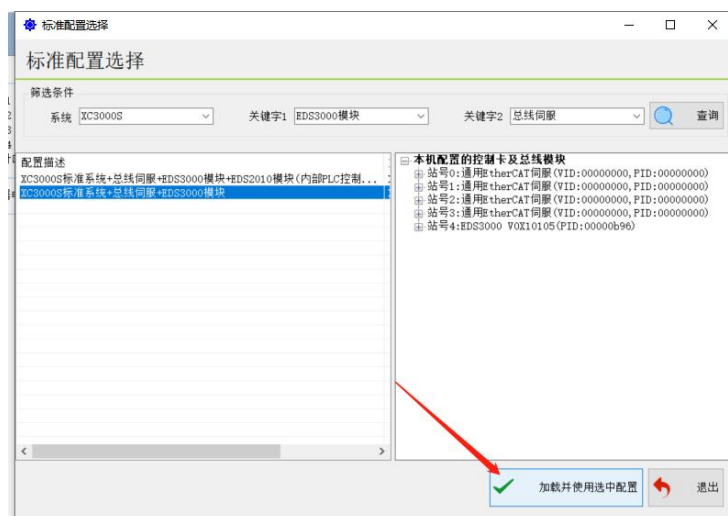 标准配置选择
标准配置选择
筛选条件
系统 XC3000S 关键字1 EDS3000模块 关键字2 总线伺服 查询
配置描述
XC3000S标准系统+总线伺服+EDS3000模块+EDS2010模块(内部PLC控制...
XC3000S标准系统+总线伺服+EDS3000模块
本机配置的控制卡及总线模块
站号0:通用EtherCAT伺服(VID:00000000,PID:00000000)
站号1:通用EtherCAT伺服(VID:00000000,PID:00000000)
站号2:通用EtherCAT伺服(VID:00000000,PID:00000000)
站号3:通用EtherCAT伺服(VID:00000000,PID:00000000)
站号4:EDS3000 V0X10105(PID:00000b96)
加载并使用选中配置 退出